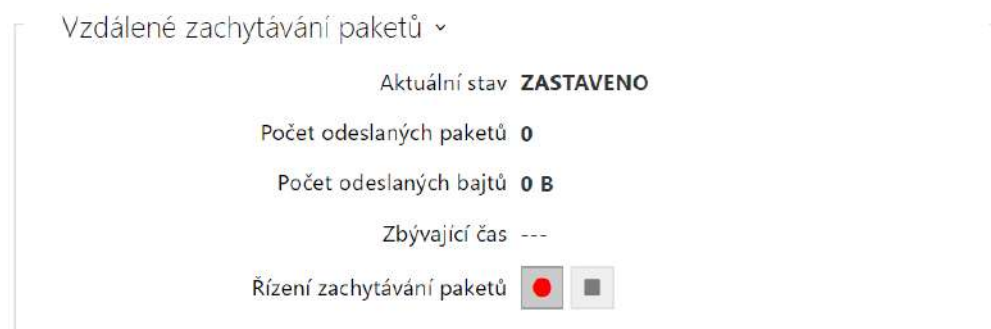 Vzdálené zachytávání paketů
Aktuální stav ZASTAVENO
Počet odeslaných paketů 0
Počet odeslaných bajtů 0 B
Zbývající čas ---
Řízení zachytávání paketů